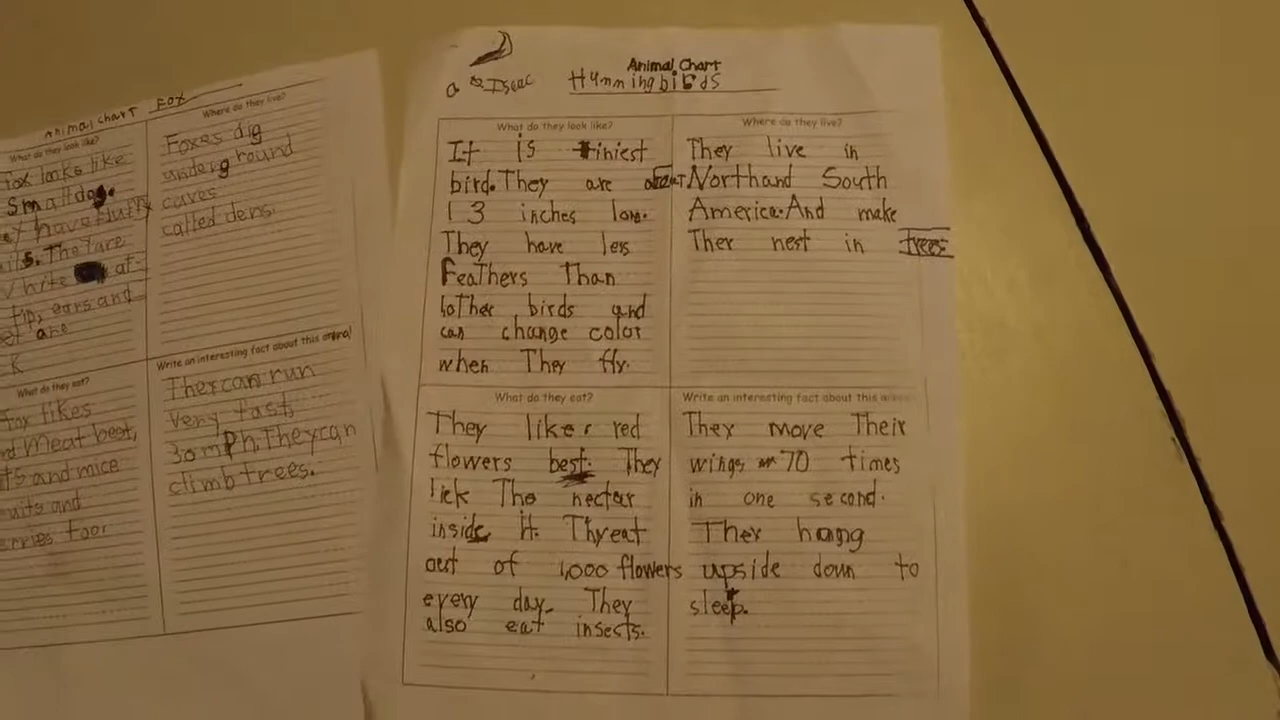 Animal Chart Fox
What do they look like?
fox looks like
Small dog.
have fluffy
They are
White at
tip, ears and
are
K
Where do they live?
Foxes dig
underground
caves
called dens.
What do they eat?
Fox likes
Meat best,
and mice
and
too
Write an interesting fact about this animal
They can run
Very fast,
30 mph. They can
climb trees.
Isaac
Animal Chart
Hummingbirds
What do they look like?
It is tiniest
bird. They are
13 inches long.
They have less
Feathers Than
other birds and
can change color
when They fly.
Where do they live?
They live in
North and South
America. And make
Ther nest in trees
What do they eat?
They likes red
flowers best. They
lick The nectar
inside it. They eat
out of 1,000 flowers
every day. They
also eat insects.
Write an interesting fact about this
They move Their
wings 70 times
in one second.
They hang
upside down to
sleep.